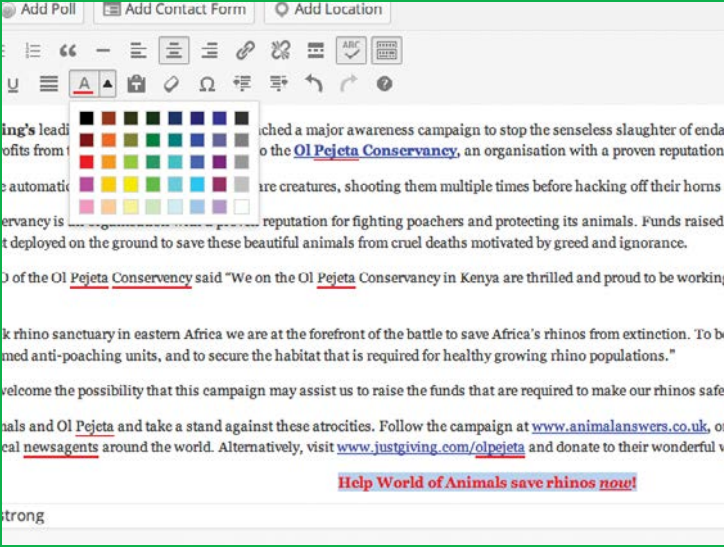 Add Poll Add Contact Form Add Location
ABC
U A Ω
ing's leadi ched a major awareness campaign to stop the senseless slaughter of enda
ofits from o the Ol Pejeta Conservancy, an organisation with a proven reputation
e automatic are creatures, shooting them multiple times before hacking off their horns
servancy is reputation for fighting poachers and protecting its animals. Funds raised
t deployed on the ground to save these beautiful animals from cruel deaths motivated by greed and ignorance.
O of the Ol Pejeta Conservency said “We on the Ol Pejeta Conservancy in Kenya are thrilled and proud to be working
k rhino sanctuary in eastern Africa we are at the forefront of the battle to save Africa’s rhinos from extinction. To be
med anti-poaching units, and to secure the habitat that is required for healthy growing rhino populations.”
welcome the possibility that this campaign may assist us to raise the funds that are required to make our rhinos safe
mals and Ol Pejeta and take a stand against these atrocities. Follow the campaign at www.animalanswers.co.uk, or
cal newsagents around the world. Alternatively, visit www.justgiving.com/olpejeta and donate to their wonderful w
Help World of Animals save rhinos now!
strong